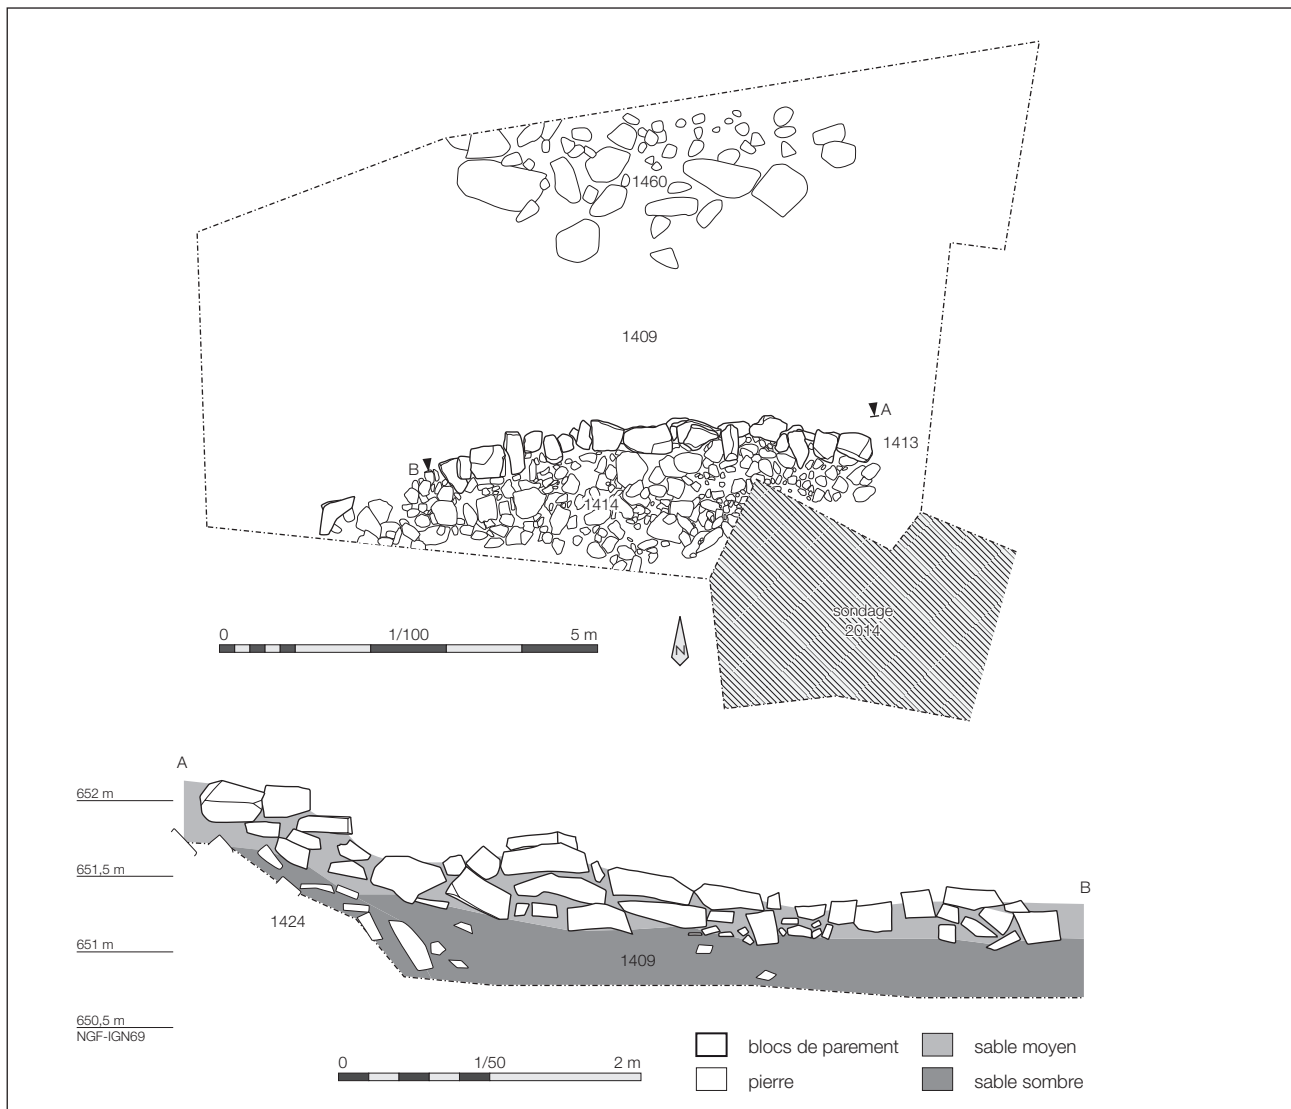 1460
1409
A
1413
B
1414
sondage
2014
0 1/100 5 m
N
A
652 m
651,5 m
B
1424
651 m
1409
650,5 m
NGF-IGN69
0 1/50 2 m
blocs de parement
sable moyen
pierre
sable sombre